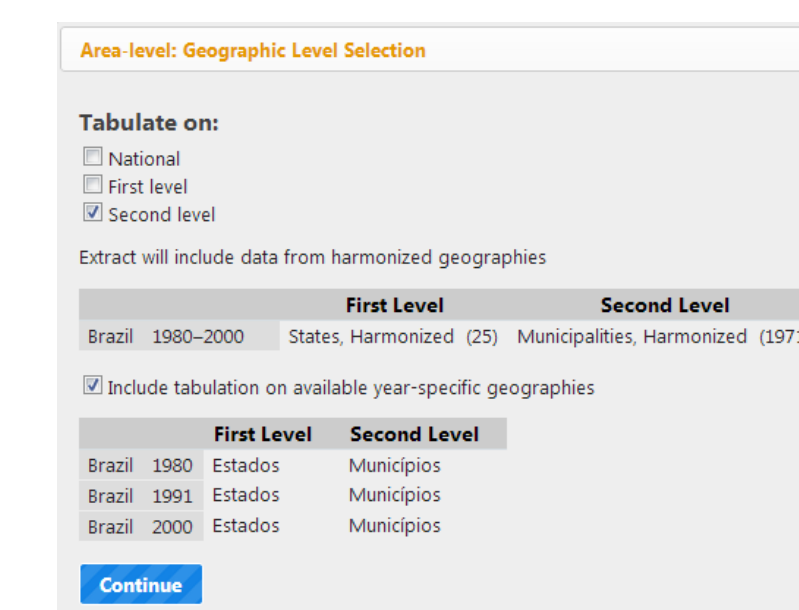 Area-level: Geographic Level Selection
Tabulate on:
National
First level
Second level
Extract will include data from harmonized geographies
First Level Second Level
Brazil 1980–2000 States, Harmonized (25) Municipalities, Harmonized (1971
Include tabulation on available year-specific geographies
First Level Second Level
Brazil 1980 Estados Municípios
Brazil 1991 Estados Municípios
Brazil 2000 Estados Municípios
Continue